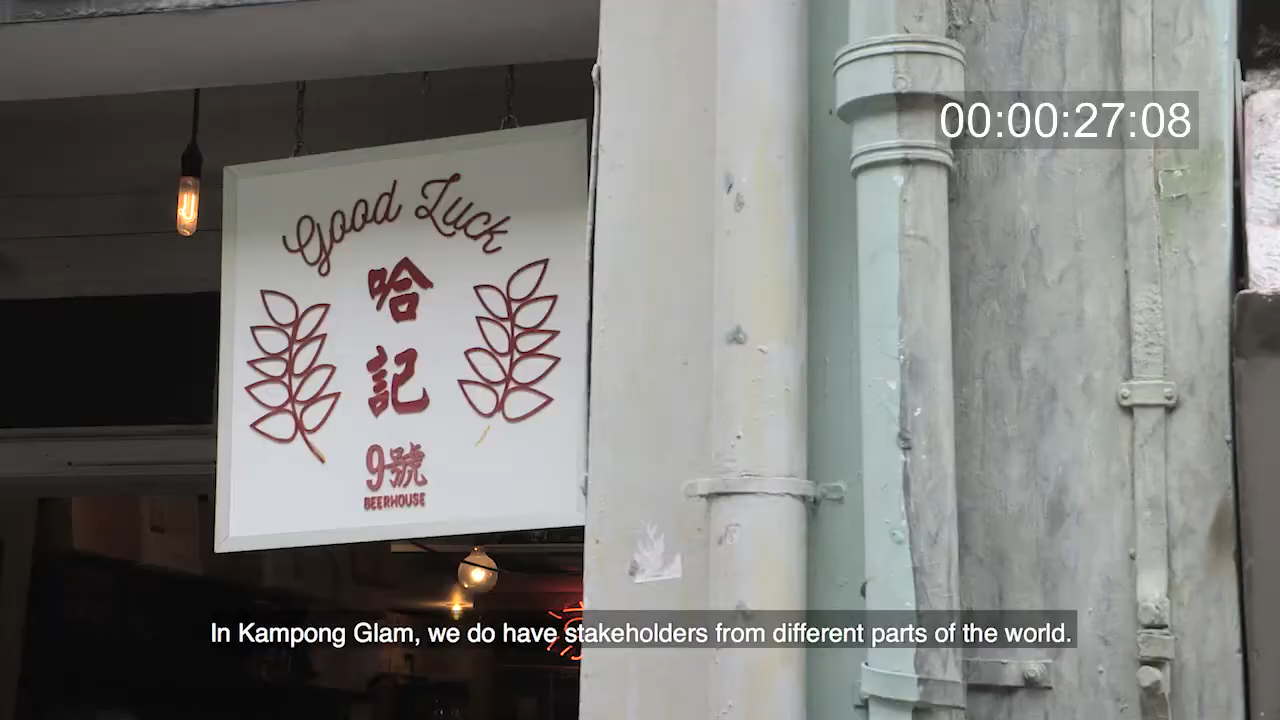 00:00:27:08
Good Luck
哈
記
9號
BEERHOUSE
In Kampong Glam, we do have stakeholders from different parts of the world.